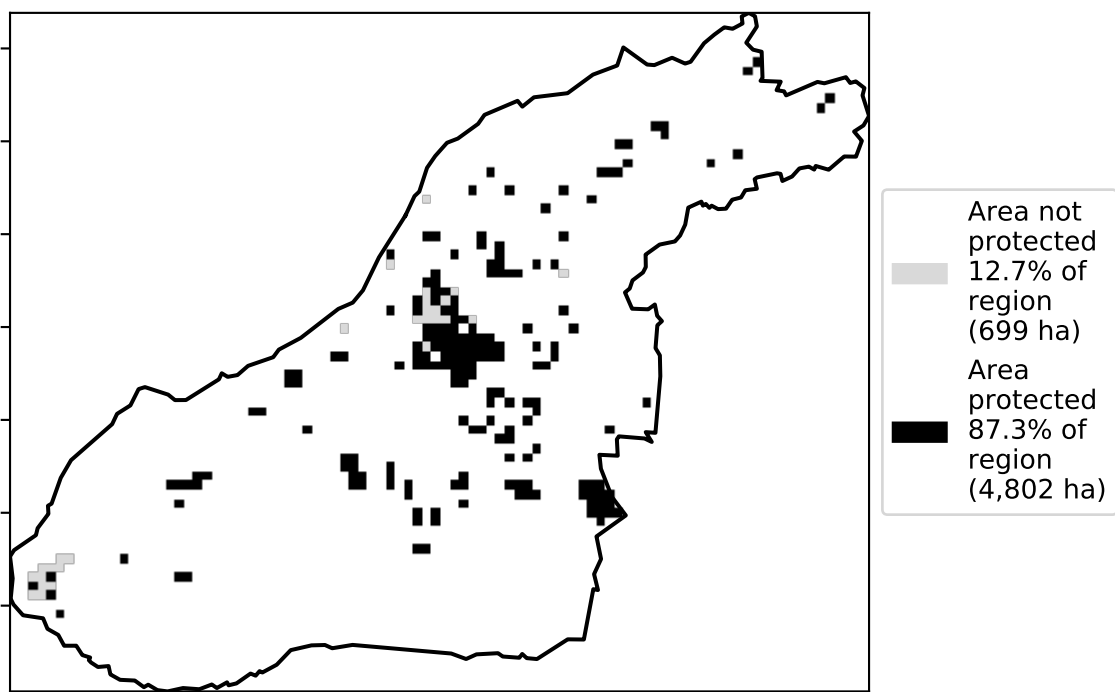 Area not
protected
12.7% of
region
(699 ha)
Area
protected
87.3% of
region
(4,802 ha)